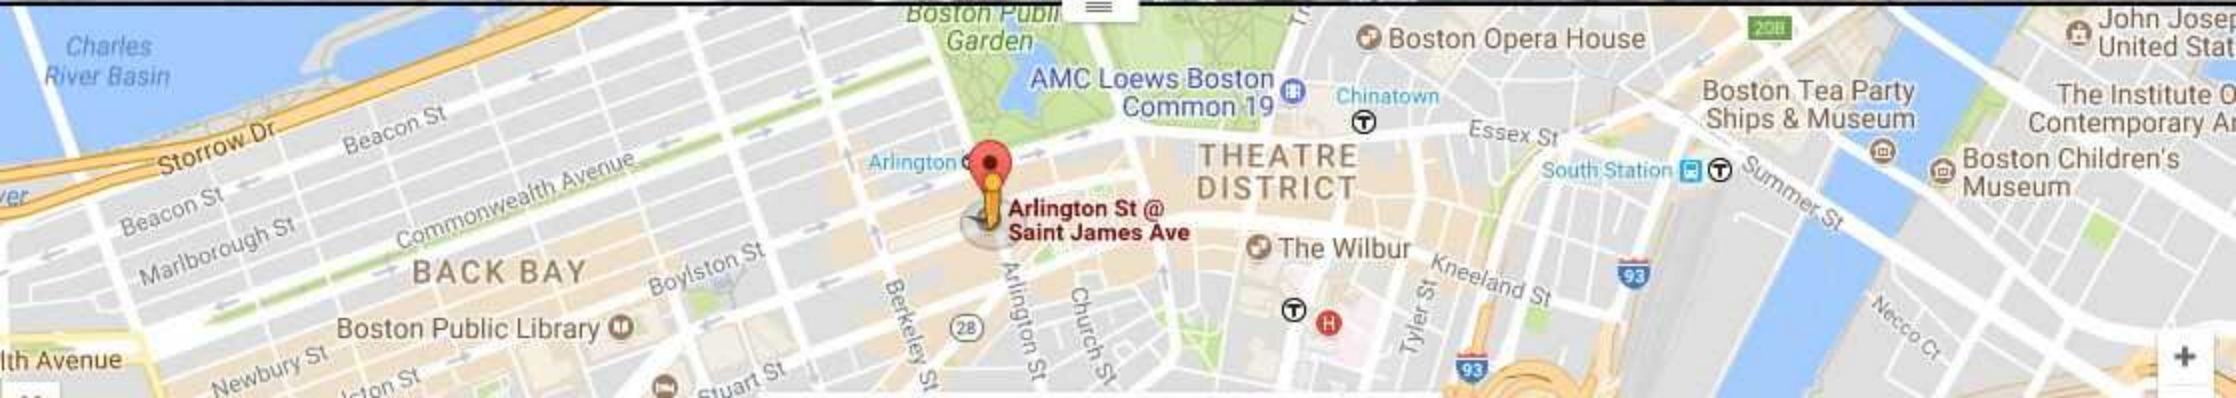 Charles
River Basin
Boston Publi
Garden
Boston Opera House
20B
John Josep
United Stat
AMC Loews Boston
Common 19
Chinatown
Boston Tea Party
Ships & Museum
The Institute O
Contemporary Ar
Beacon St
Storrow Dr
Essex St
Arlington
THEATRE
DISTRICT
South Station
Boston Children's
Museum
Summer St
Beacon St
Commonwealth Avenue
Arlington St @
Saint James Ave
Marlborough St
The Wilbur
BACK BAY
Boylston St
Kneeland St
93
Berkeley St
Arlington St
Church St
Tyler St
Necco Ct
Boston Public Library
28
H
T
T
T
lth Avenue
Newbury St
lston St
Stuart St
93
+